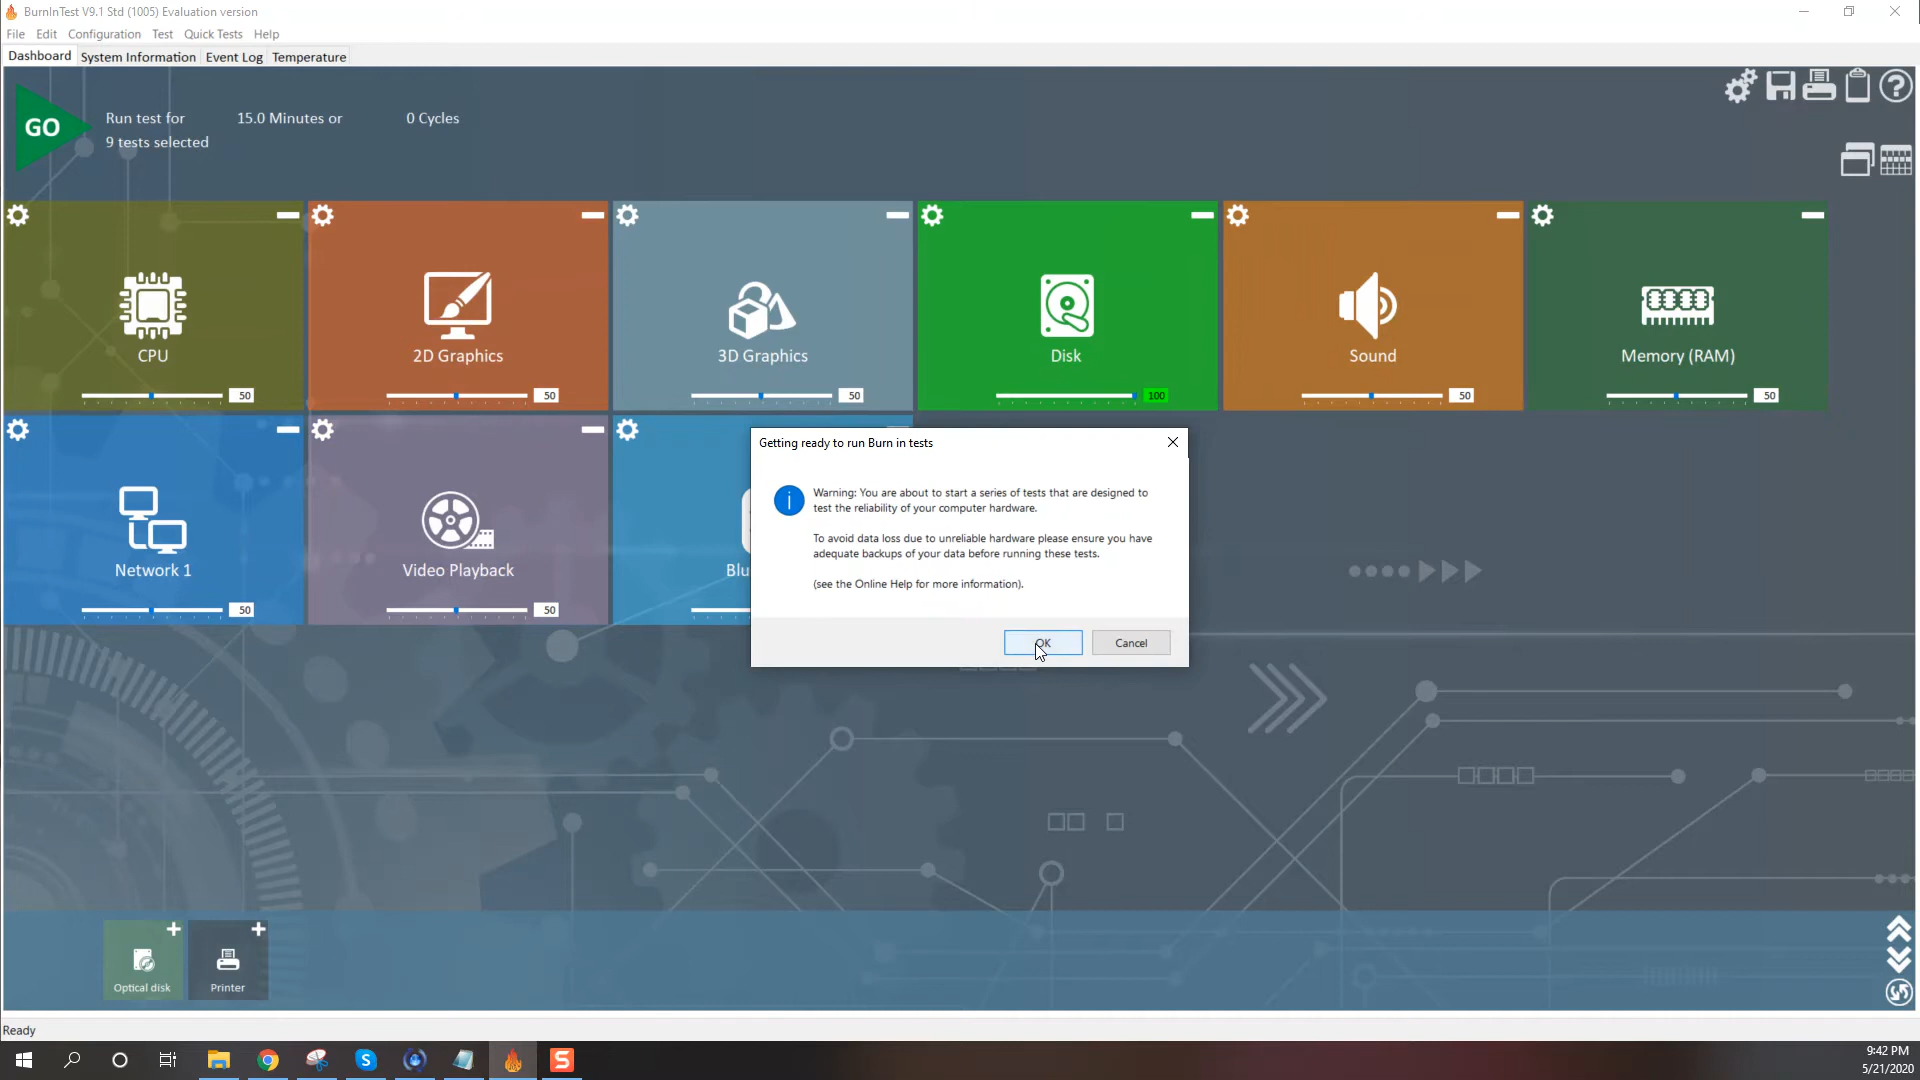 BurnInTest V9.1 Std (1005) Evaluation version
File Edit Configuration Test Quick Tests Help
Dashboard System Information Event Log Temperature
GO
Run test for 15.0 Minutes or 0 Cycles
9 tests selected
CPU 2D Graphics 3D Graphics Disk Sound Memory (RAM)
50 50 50 100 50 50
Getting ready to run Burn in tests
Warning: You are about to start a series of tests that are designed to
test the reliability of your computer hardware.
To avoid data loss due to unreliable hardware please ensure you have
adequate backups of your data before running these tests.
(see the Online Help for more information).
OK Cancel
Network 1 Video Playback Blu
50 50
Optical disk Printer
Ready
9:42 PM
5/21/2020